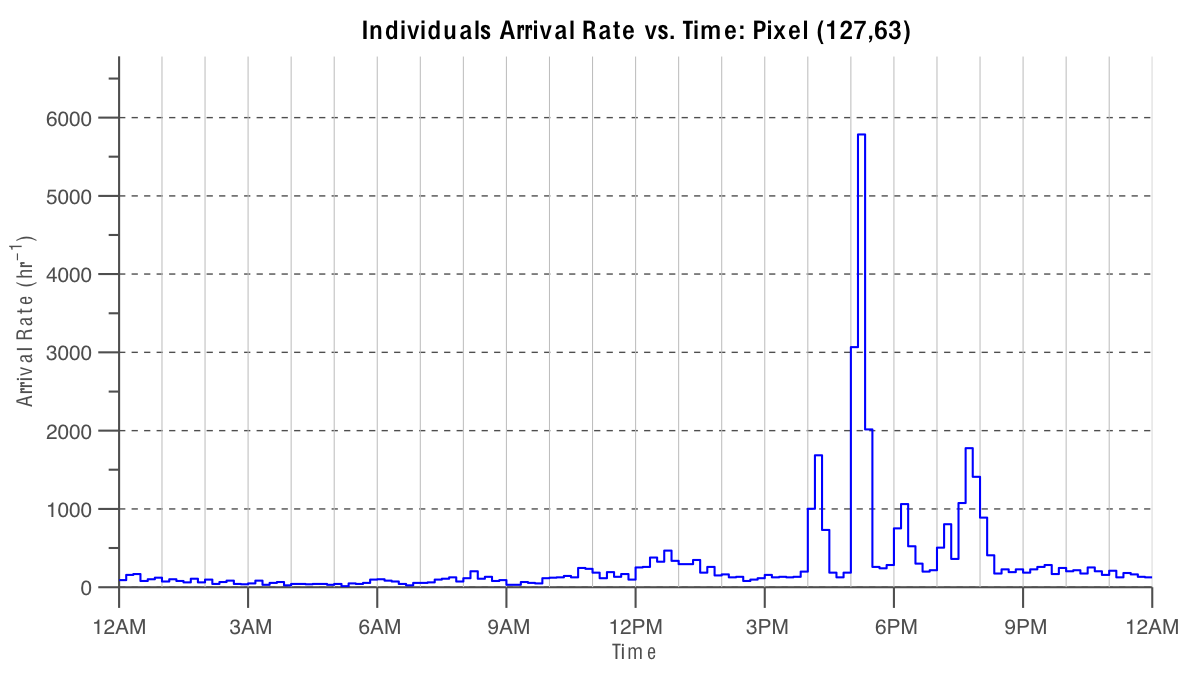 Individuals Arrival Rate vs. Time: Pixel (127,63)
Arrival Rate (hr⁻¹)
6000
5000
4000
3000
2000
1000
0
12AM 3AM 6AM 9AM 12PM 3PM 6PM 9PM 12AM
Time